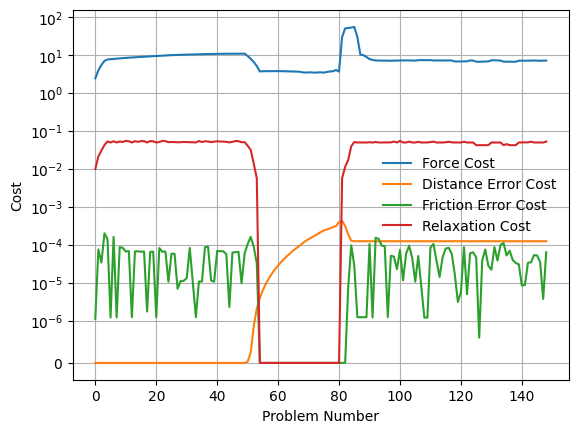 10²
10¹
10⁰
10⁻¹
10⁻²
10⁻³
10⁻⁴
10⁻⁵
10⁻⁶
0
Cost
Force Cost
Distance Error Cost
Friction Error Cost
Relaxation Cost
0 20 40 60 80 100 120 140
Problem Number